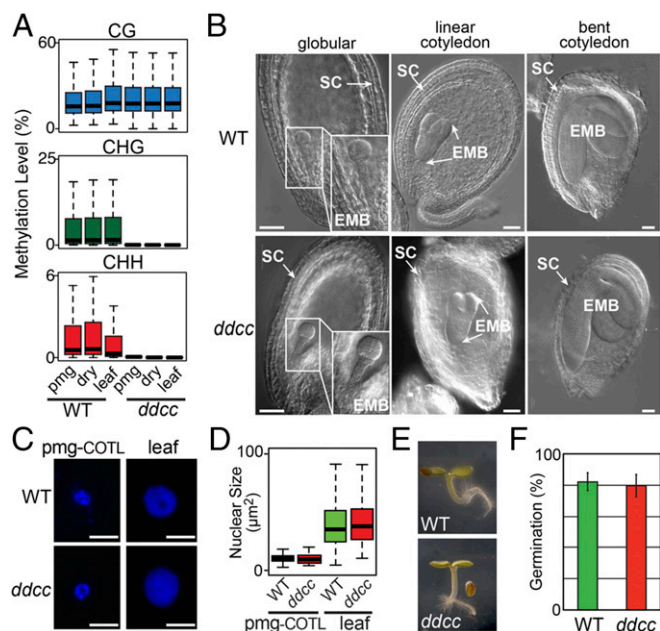 A
CG
60
0
CHG
25
0
CHH
6
0
Methylation Level (%)
pmg dry leaf pmg dry leaf
WT ddcc
B
globular
linear cotyledon
bent cotyledon
WT
SC
EMB
SC
EMB
EMB
ddcc
SC
EMB
SC
EMB
SC
EMB
C
pmg-COTL leaf
WT
ddcc
D
Nuclear Size (µm²)
100
0
WT ddcc WT ddcc
pmg-COTL leaf
E
WT
ddcc
F
Germination (%)
100
0
WT ddcc